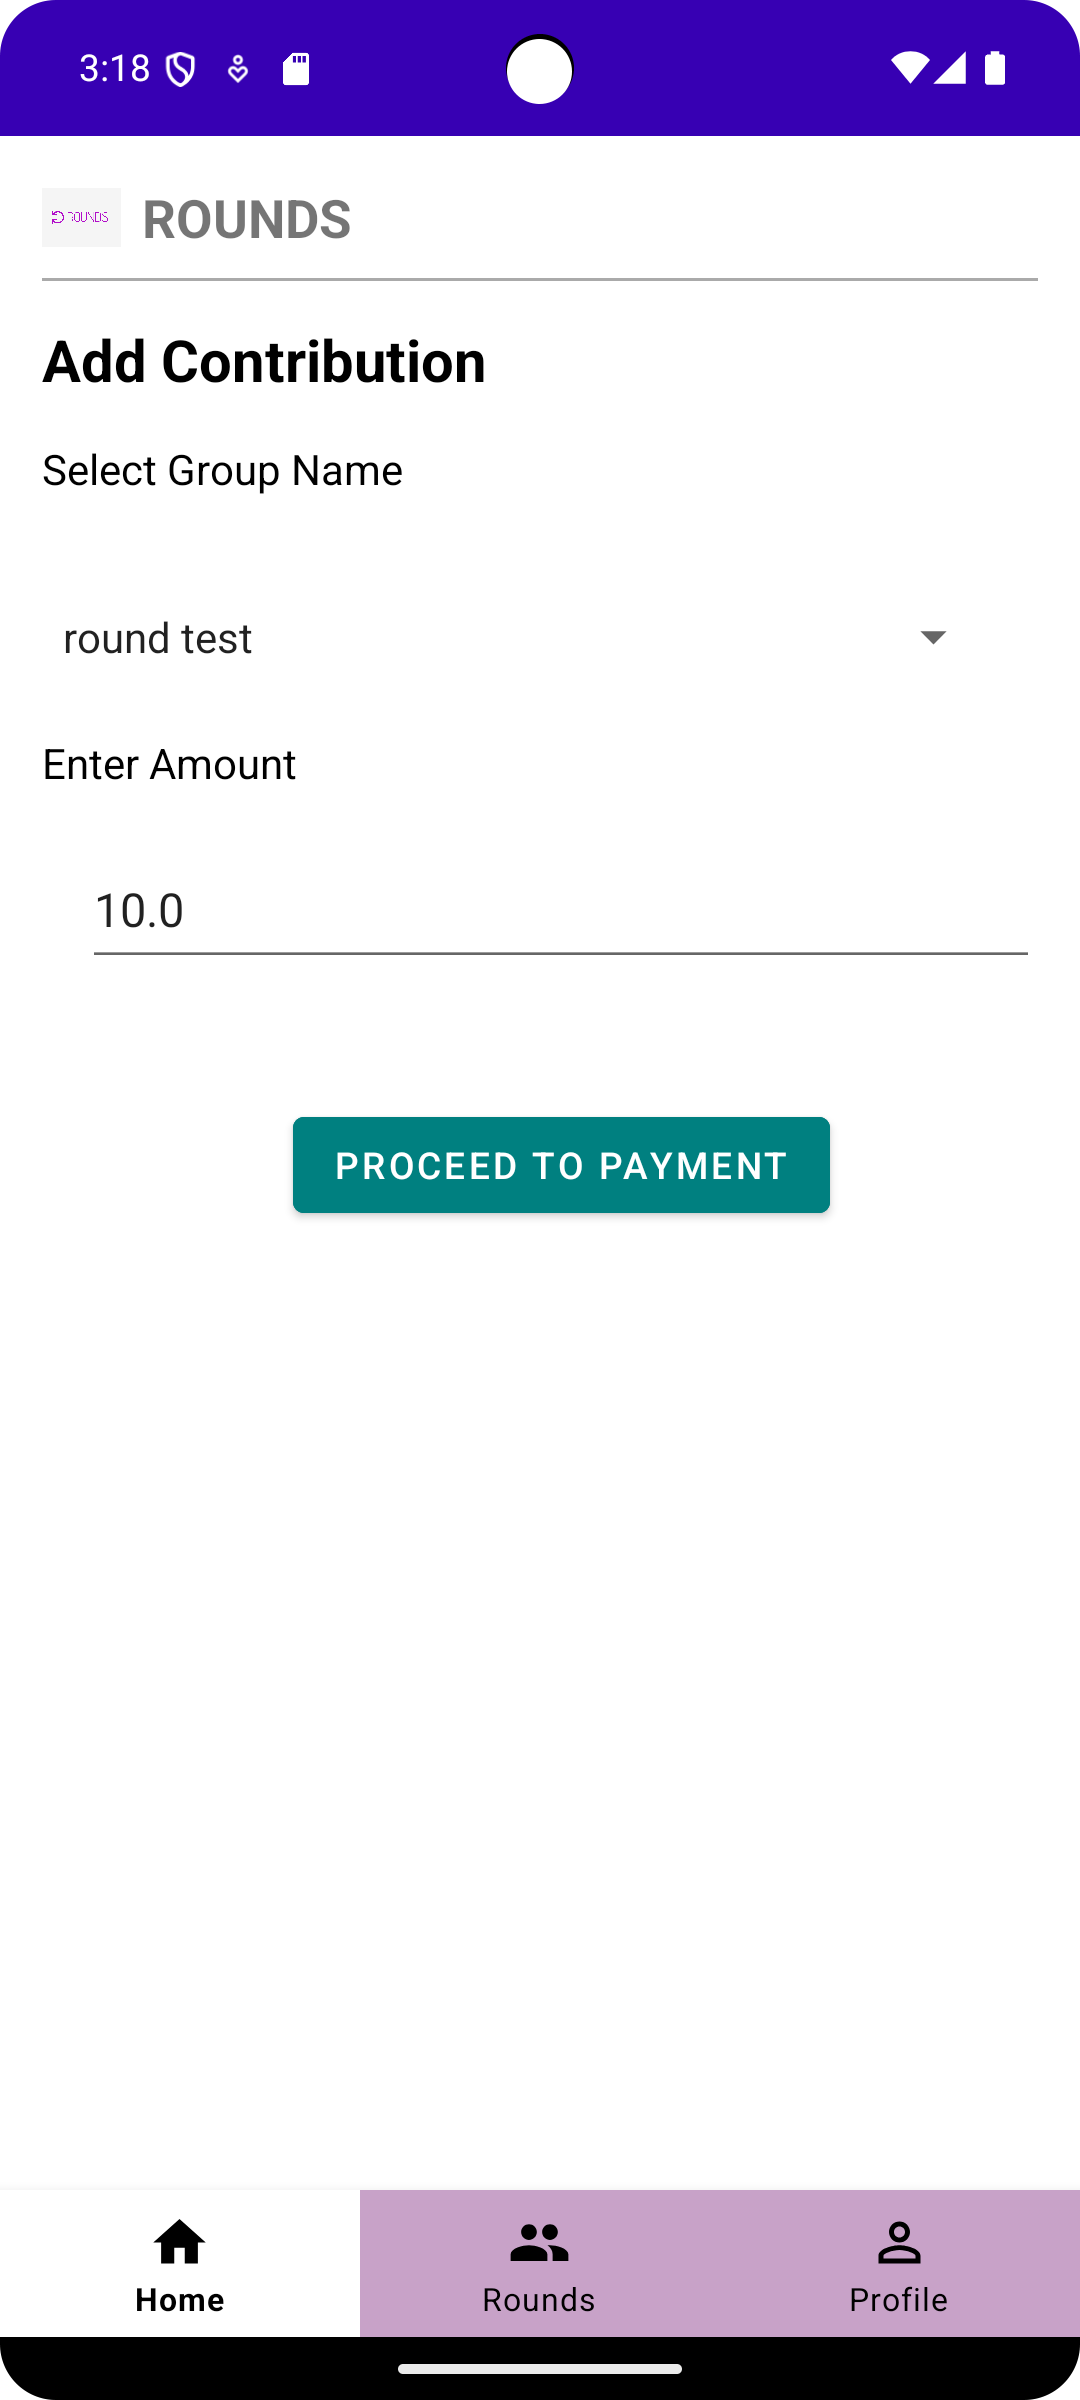 3:18
ROUNDS
ROUNDS
Add Contribution
Select Group Name
round test
Enter Amount
10.0
PROCEED TO PAYMENT
Home
Rounds
Profile